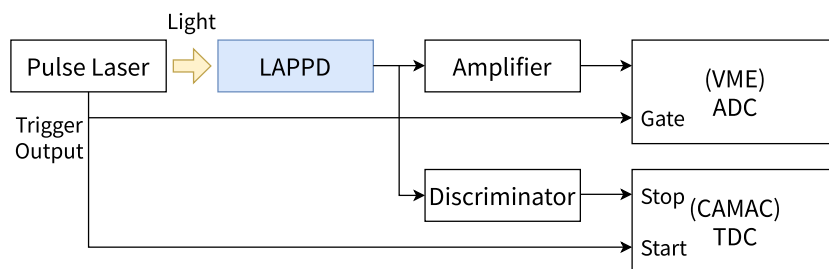 Light
Pulse Laser
LAPPD
Amplifier
(VME)
ADC
Gate
Trigger
Output
Discriminator
Stop
(CAMAC)
TDC
Start